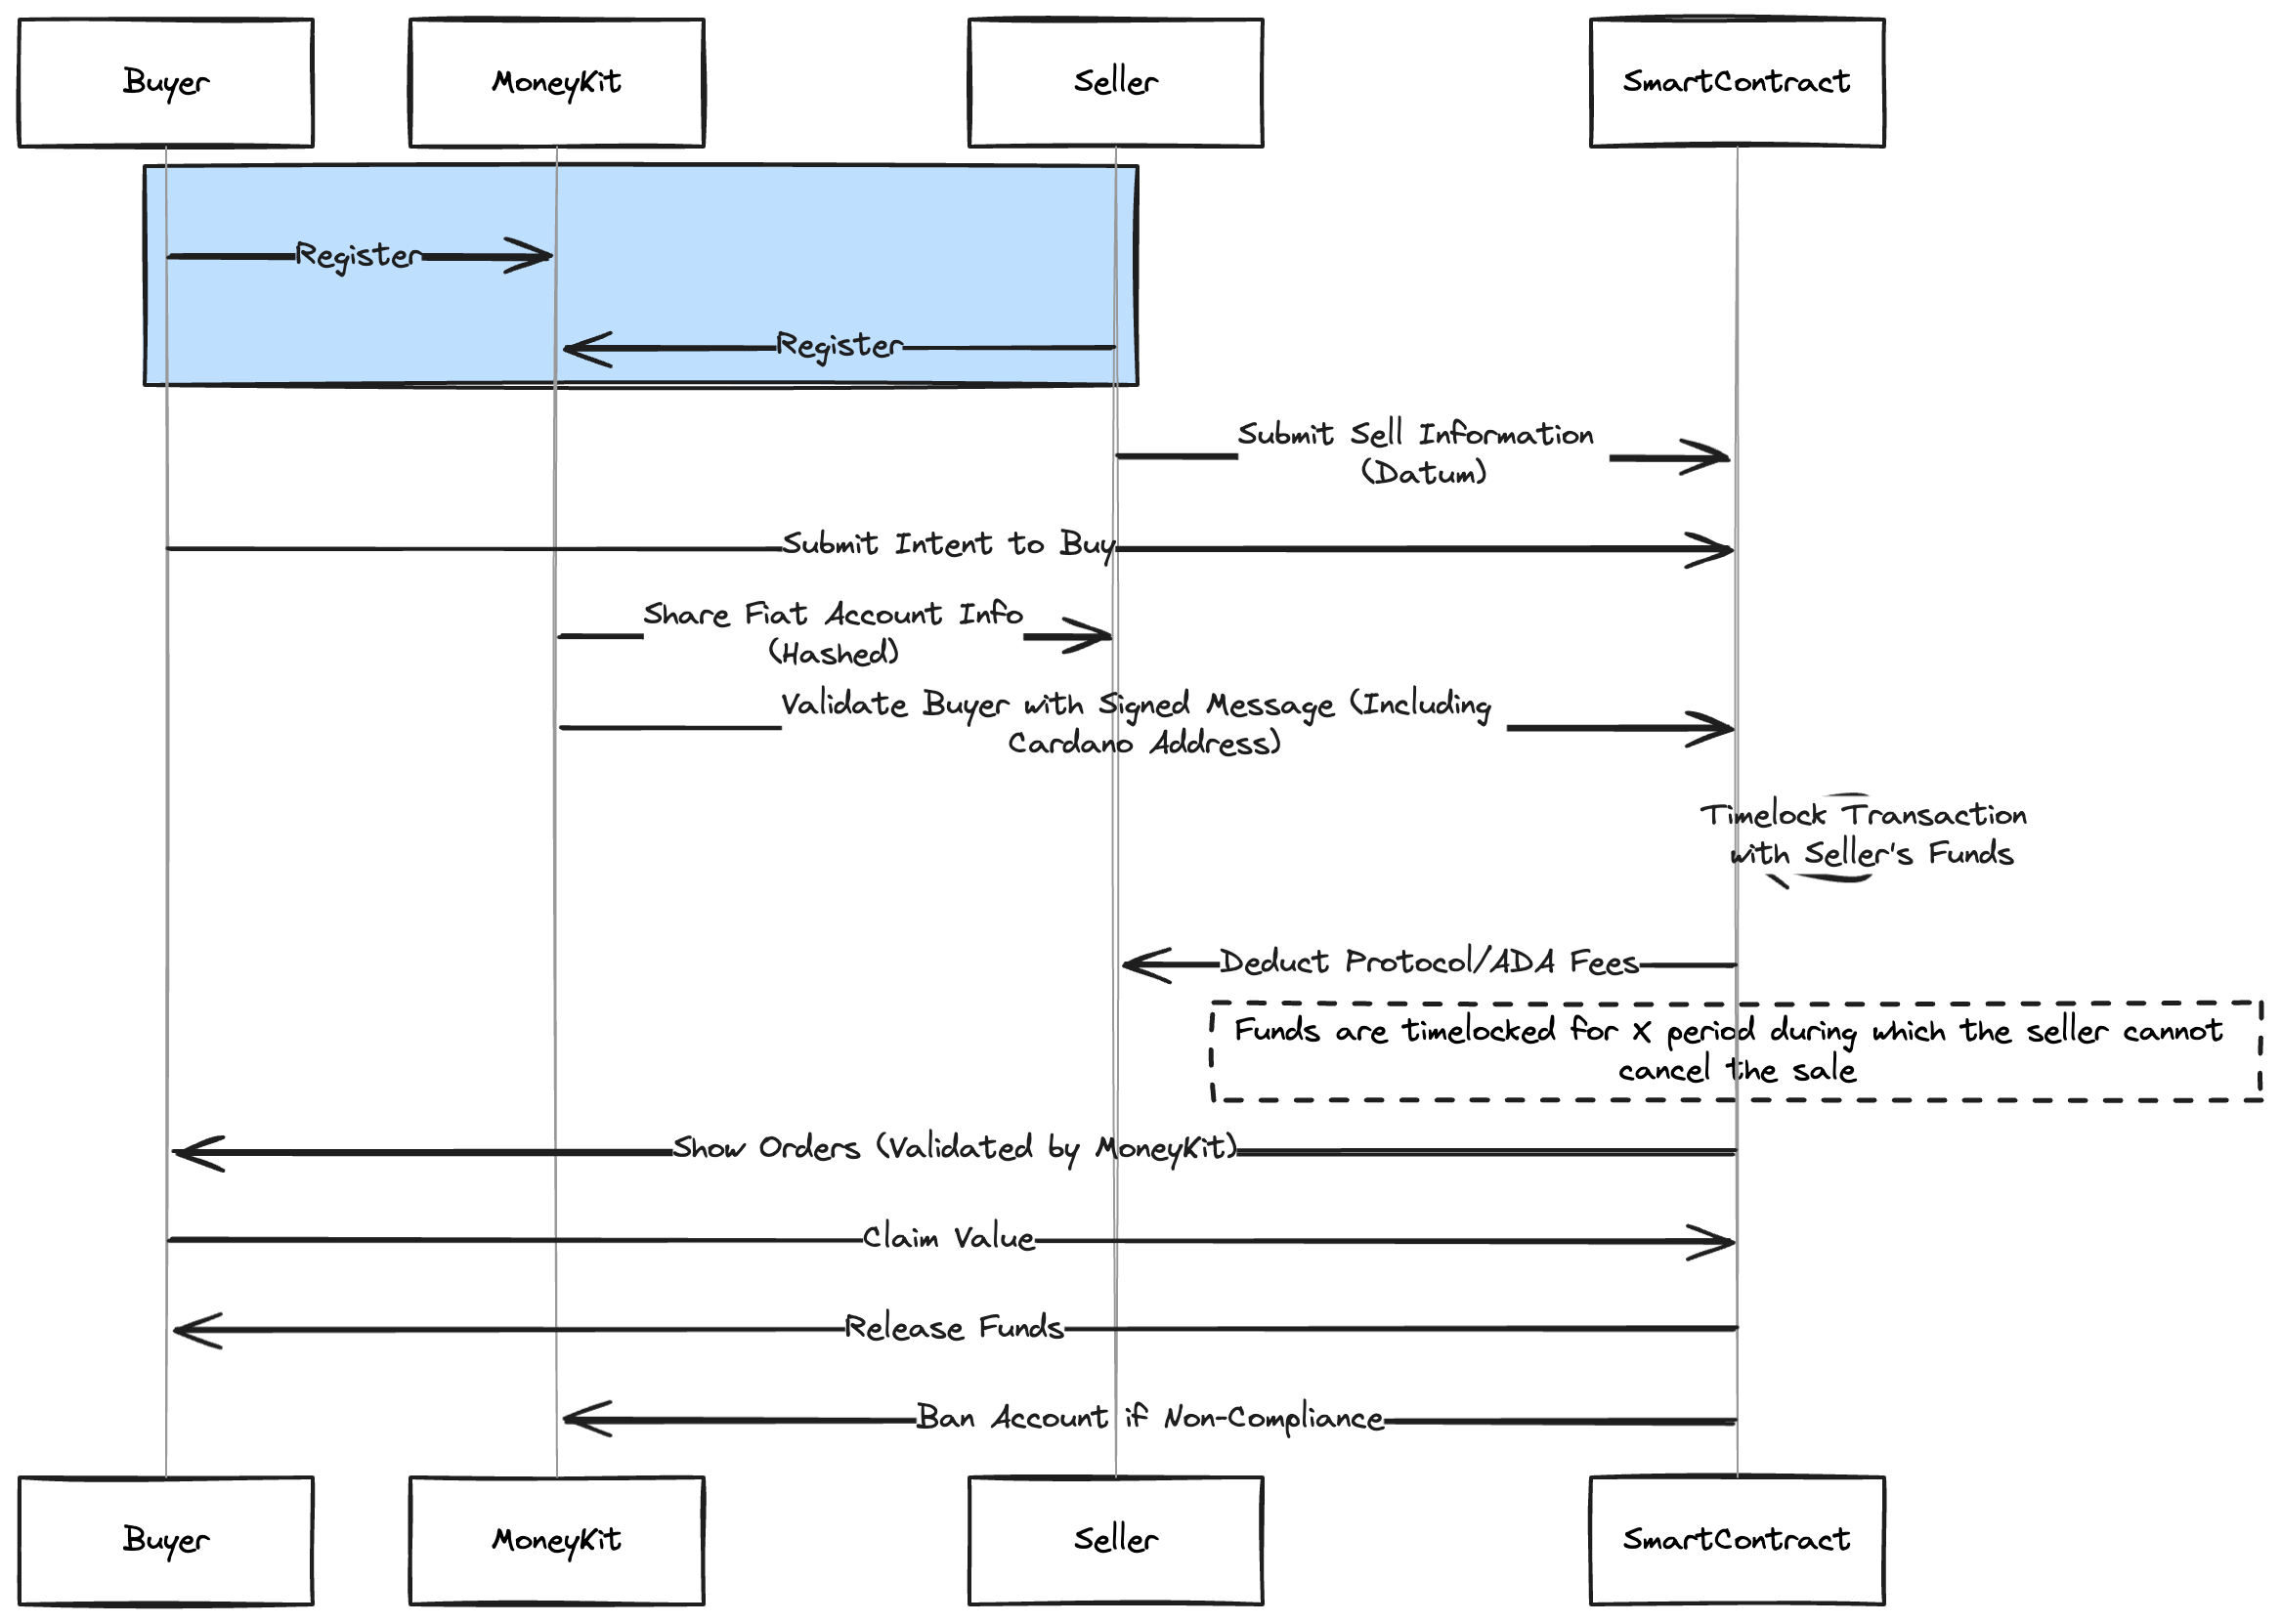 Buyer
MoneyKit
Seller
SmartContract
Register
Register
Submit Sell Information
(Datum)
Submit Intent to Buy
Share Fiat Account Info
(Hashed)
Validate Buyer with Signed Message (Including
Cardano Address)
Timelock Transaction
with Seller's Funds
Deduct Protocol/ADA Fees
Funds are timelocked for X period during which the seller cannot
cancel the sale
Show Orders (Validated by MoneyKit)
Claim Value
Release Funds
Ban Account if Non-Compliance
Buyer
MoneyKit
Seller
SmartContract